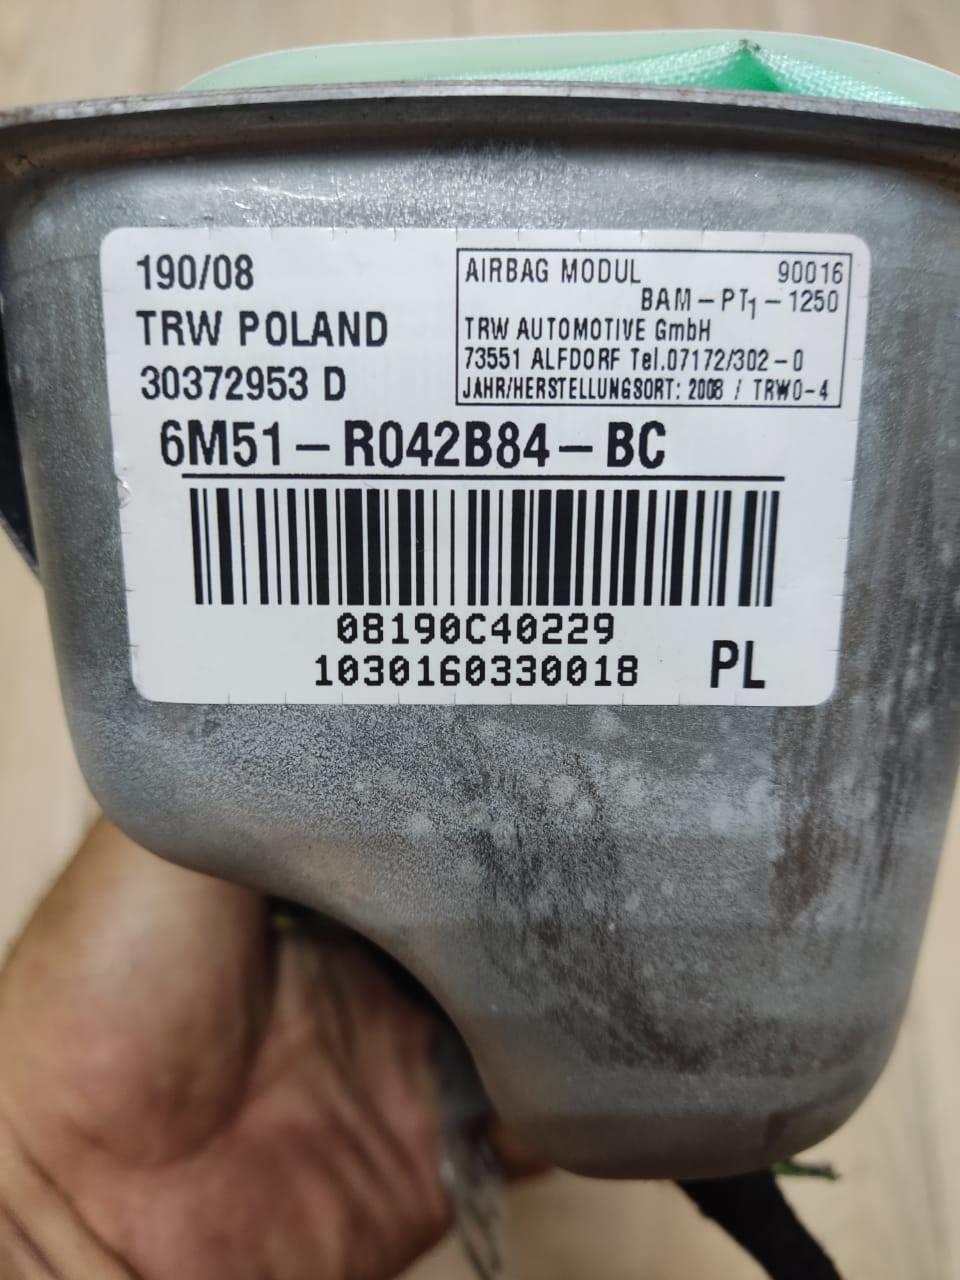 190/08
TRW POLAND
30372953 D
AIRBAG MODUL 90016
BAM-PT1-1250
TRW AUTOMOTIVE GmbH
73551 ALFDORF Tel.07172/302-0
JAHR/HERSTELLUNGSORT: 2008 / TRWO-4
6M51-R042B84-BC
08190C40229
1030160330018
PL